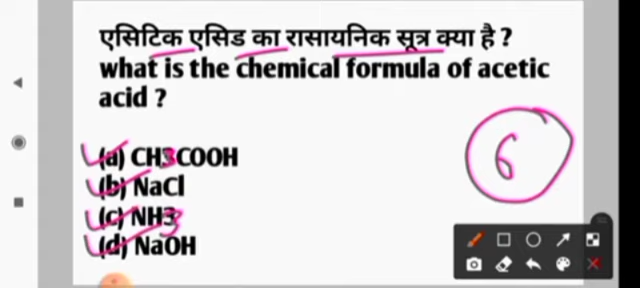 एसिटिक एसिड का रासायनिक सूत्र क्या है ?
what is the chemical formula of acetic
acid ?
6
(a) CH3COOH
(b) NaCl
(c) NH3
(d) NaOH